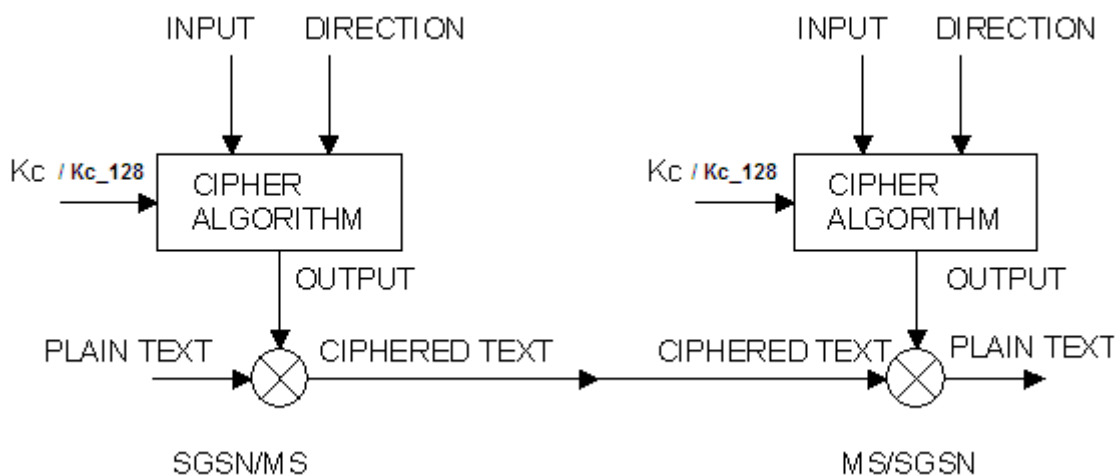 INPUT DIRECTION INPUT DIRECTION
Kc / Kc_128 Kc / Kc_128
CIPHER
ALGORITHM
CIPHER
ALGORITHM
OUTPUT OUTPUT
PLAIN TEXT CIPHERED TEXT CIPHERED TEXT PLAIN TEXT
SGSN/MS MS/SGSN